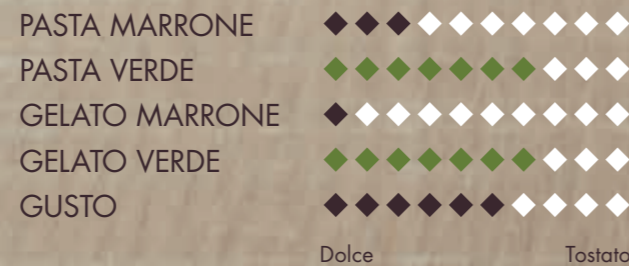 PASTA MARRONE
PASTA VERDE
GELATO MARRONE
GELATO VERDE
GUSTO
Dolce Tostato